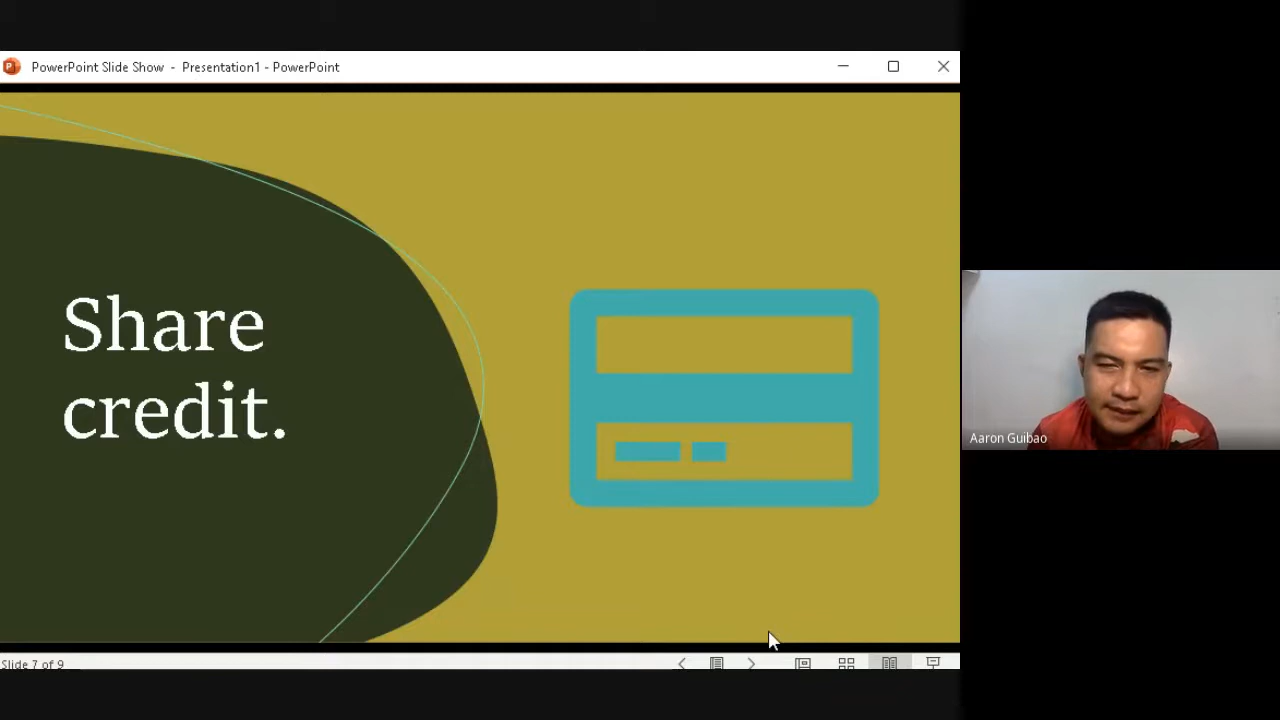 PowerPoint Slide Show - Presentation1 - PowerPoint
Share
credit.
Aaron Guibao
Slide 7 of 9